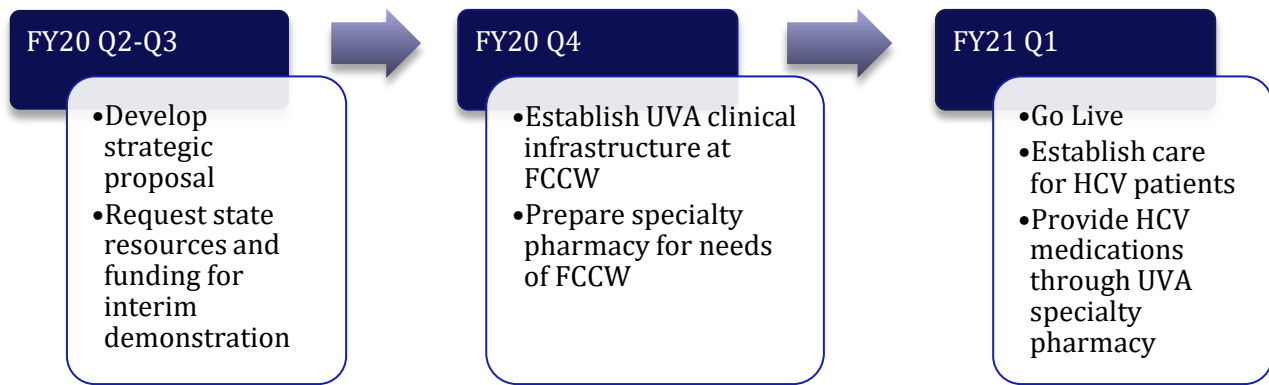 FY20 Q2-Q3
•Develop
strategic
proposal
•Request state
resources and
funding for
interim
demonstration
FY20 Q4
•Establish UVA clinical
infrastructure at
FCCW
•Prepare specialty
pharmacy for needs
of FCCW
FY21 Q1
•Go Live
•Establish care
for HCV patients
•Provide HCV
medications
through UVA
specialty
pharmacy